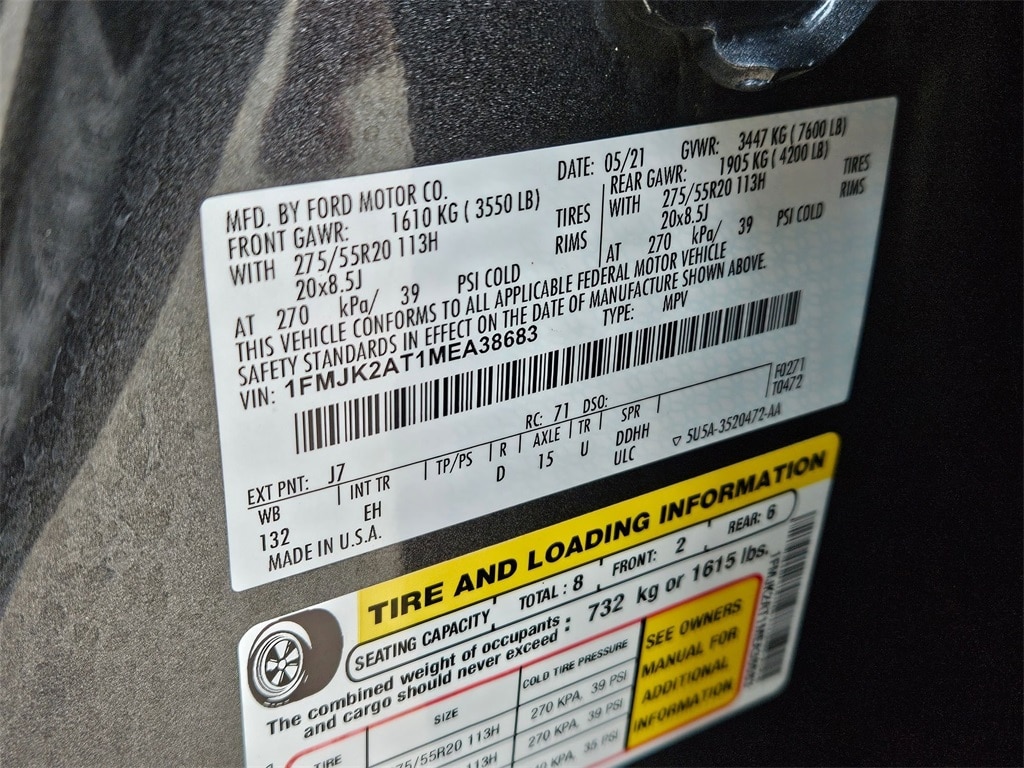 MFD. BY FORD MOTOR CO.
DATE: 05/21 GVWR: 3447 KG ( 7600 LB)
FRONT GAWR: 1610 KG ( 3550 LB)
REAR GAWR: 1905 KG ( 4200 LB)
WITH 275/55R20 113H TIRES
WITH 275/55R20 113H TIRES
20x8.5J RIMS
20x8.5J RIMS
AT 270 kPa/ 39 PSI COLD
AT 270 kPa/ 39 PSI COLD
THIS VEHICLE CONFORMS TO ALL APPLICABLE FEDERAL MOTOR VEHICLE
SAFETY STANDARDS IN EFFECT ON THE DATE OF MANUFACTURE SHOWN ABOVE.
VIN: 1FMJK2AT1MEA38683 TYPE: MPV
F0271
T0472
EXT PNT: J7 RC: 71 DSO:
WB INT TR TP/PS R AXLE TR SPR
132 EH D 15 U DDHH
ULC
▽ 5U5A-3520472-AA
MADE IN U.S.A.
TIRE AND LOADING INFORMATION
SEATING CAPACITY TOTAL : 8 FRONT: 2 REAR: 6
The combined weight of occupants
and cargo should never exceed : 732 kg or 1615 lbs.
TIRE SIZE COLD TIRE PRESSURE
275/55R20 113H 270 KPA, 39 PSI
113H 270 KPA, 39 PSI
35 PSI
SEE OWNERS
MANUAL FOR
ADDITIONAL
INFORMATION